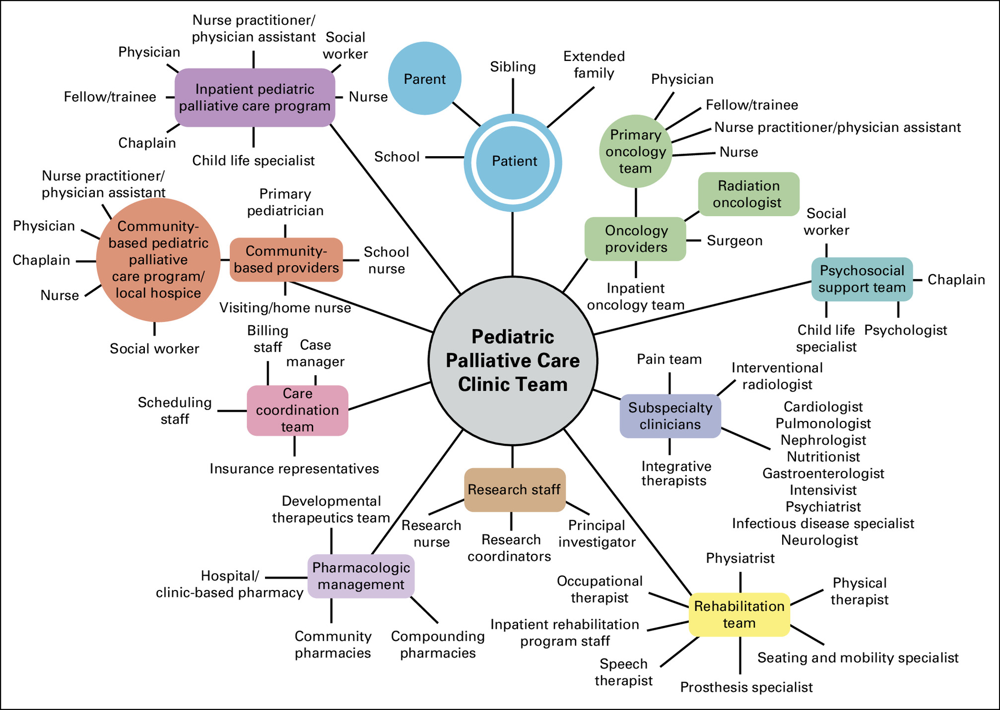 Nurse practitioner/
physician assistant
Social
worker
Physician
Fellow/trainee
Inpatient pediatric
palliative care program
Nurse
Chaplain
Child life specialist
Parent
Sibling
Extended
family
School
Patient
Physician
Fellow/trainee
Nurse practitioner/physician assistant
Nurse
Primary
oncology
team
Radiation
oncologist
Oncology
providers
Surgeon
Inpatient
oncology team
Social
worker
Psychosocial
support team
Chaplain
Child life
specialist
Psychologist
Nurse practitioner/
physician assistant
Physician
Chaplain
Nurse
Community-
based pediatric
palliative
care program/
local hospice
Social worker
Primary
pediatrician
Community-
based providers
School
nurse
Visiting/home nurse
Pediatric
Palliative Care
Clinic Team
Billing
staff
Case
manager
Scheduling
staff
Care
coordination
team
Insurance representatives
Pain team
Interventional
radiologist
Subspecialty
clinicians
Integrative
therapists
Cardiologist
Pulmonologist
Nephrologist
Nutritionist
Gastroenterologist
Intensivist
Psychiatrist
Infectious disease specialist
Neurologist
Research staff
Research
nurse
Research
coordinators
Principal
investigator
Developmental
therapeutics team
Hospital/
clinic-based pharmacy
Pharmacologic
management
Community
pharmacies
Compounding
pharmacies
Physiatrist
Occupational
therapist
Physical
therapist
Rehabilitation
team
Inpatient rehabilitation
program staff
Speech
therapist
Seating and mobility specialist
Prosthesis specialist